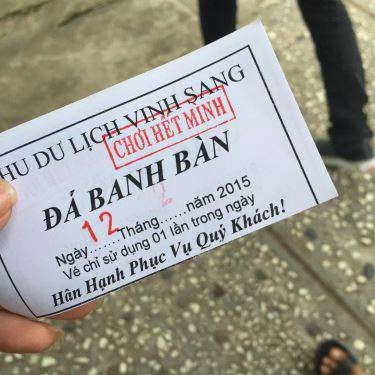 HU DU LỊCH VINH SANG
CHƠI HẾT MÌNH
ĐÁ BANH BÀN
Ngày......Tháng......năm 2015
12
Vé chỉ sử dụng 01 lần trong ngày
Hân Hạnh Phục Vụ Quý Khách!